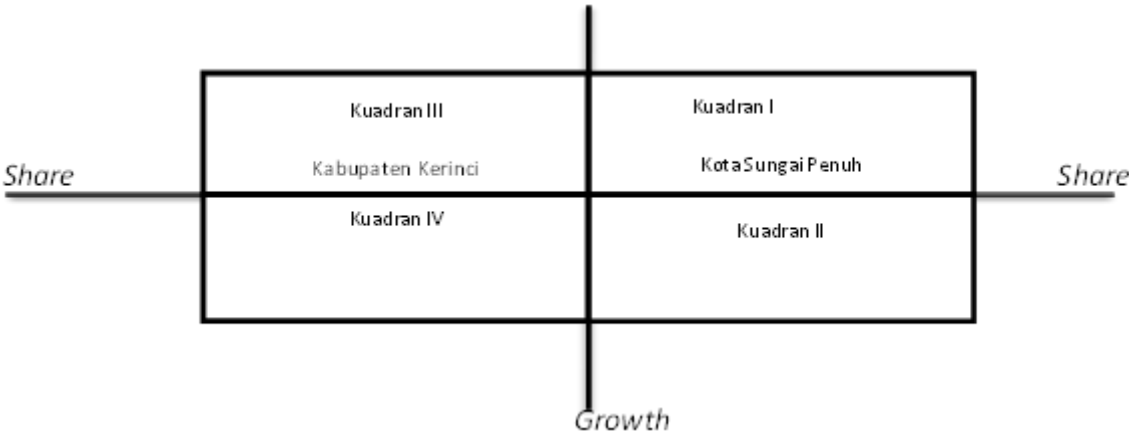 Kuadran III
Kuadran I
Kabupaten Kerinci
Kota Sungai Penuh
Share
Share
Kuadran IV
Kuadran II
Growth